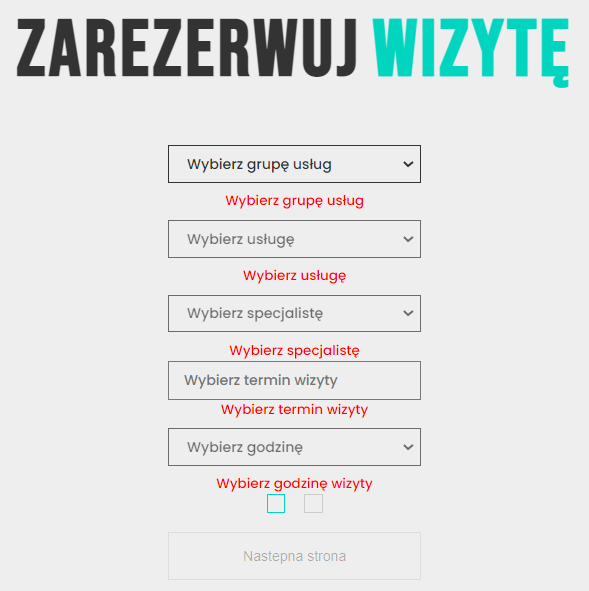 ZAREZERWUJ WIZYTĘ
Wybierz grupę usług
Wybierz grupę usług
Wybierz usługę
Wybierz usługę
Wybierz specjalistę
Wybierz specjalistę
Wybierz termin wizyty
Wybierz termin wizyty
Wybierz godzinę
Wybierz godzinę wizyty
Nastepna strona